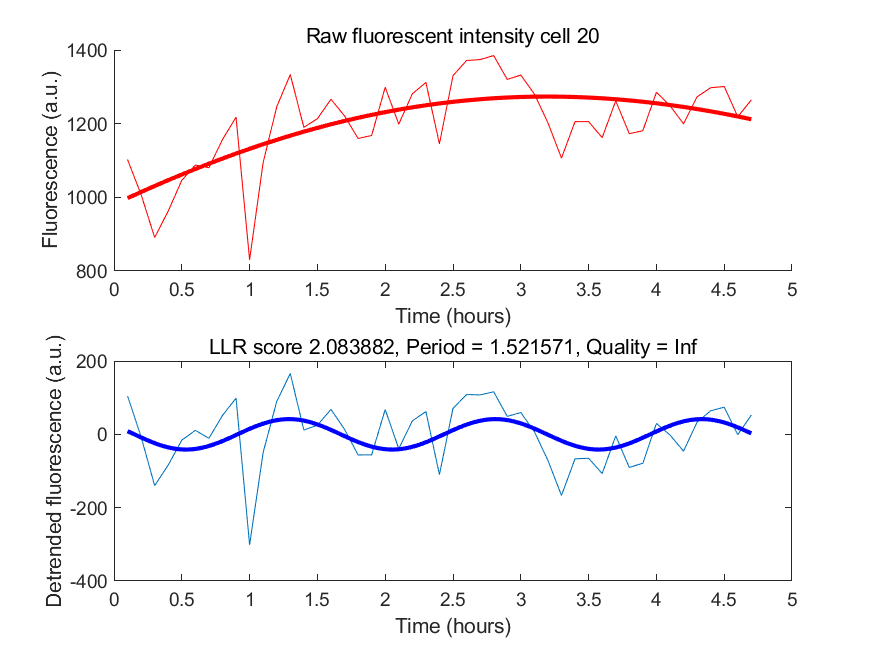 Raw fluorescent intensity cell 20
Fluorescence (a.u.)
1400
1200
1000
800
0 0.5 1 1.5 2 2.5 3 3.5 4 4.5 5
Time (hours)
LLR score 2.083882, Period = 1.521571, Quality = Inf
Detrended fluorescence (a.u.)
200
0
-200
-400
0 0.5 1 1.5 2 2.5 3 3.5 4 4.5 5
Time (hours)